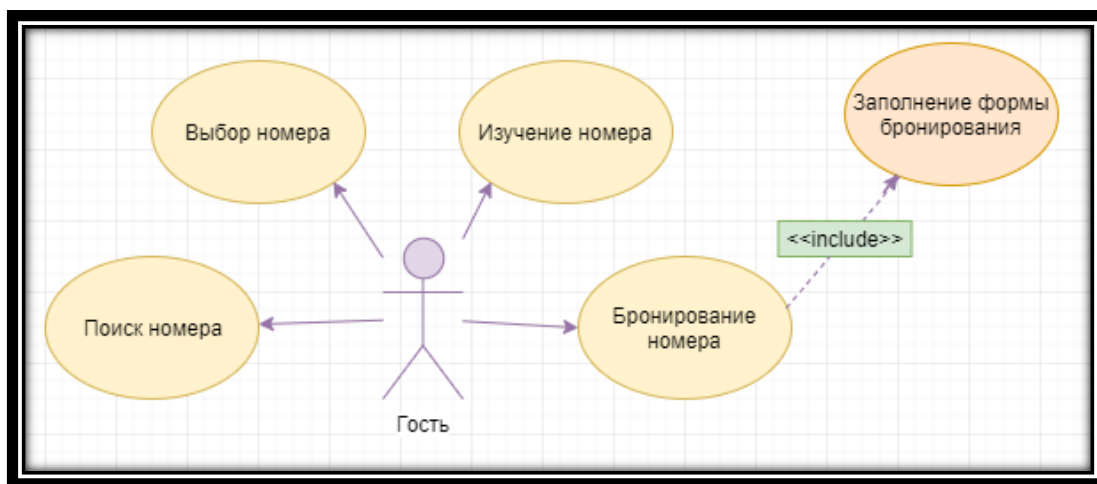 Выбор номера
Изучение номера
Заполнение формы
бронирования
<<include>>
Поиск номера
Бронирование
номера
Гость